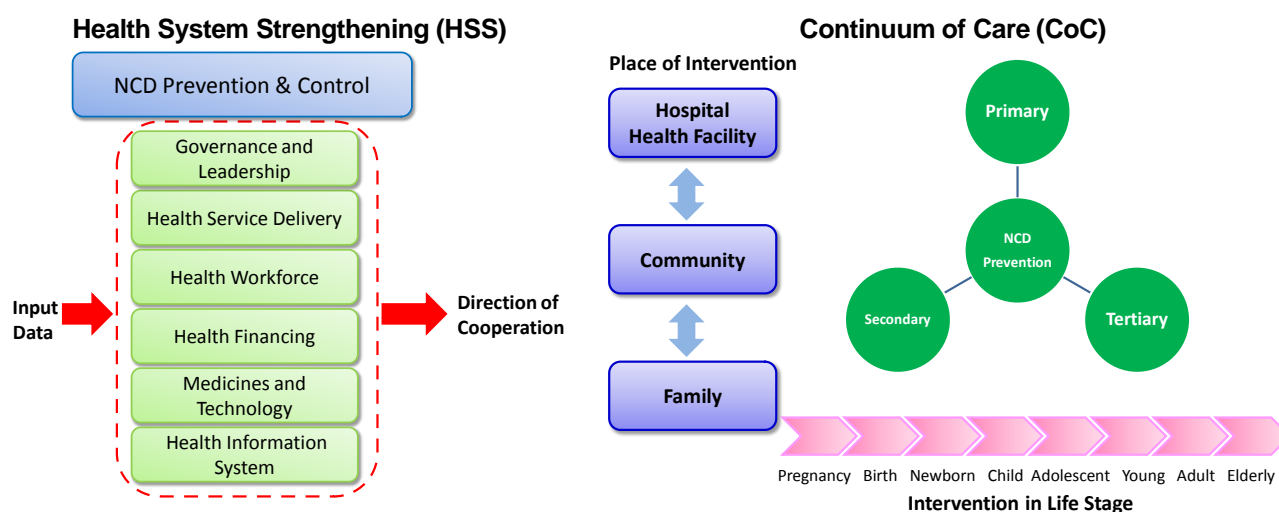 Health System Strengthening (HSS)
NCD Prevention & Control
Governance and
Leadership
Health Service Delivery
Health Workforce
Health Financing
Medicines and
Technology
Health Information
System
Input
Data
Direction of
Cooperation
Continuum of Care (CoC)
Place of Intervention
Hospital
Health Facility
Community
Family
Primary
NCD
Prevention
Secondary
Tertiary
Pregnancy Birth Newborn Child Adolescent Young Adult Elderly
Intervention in Life Stage